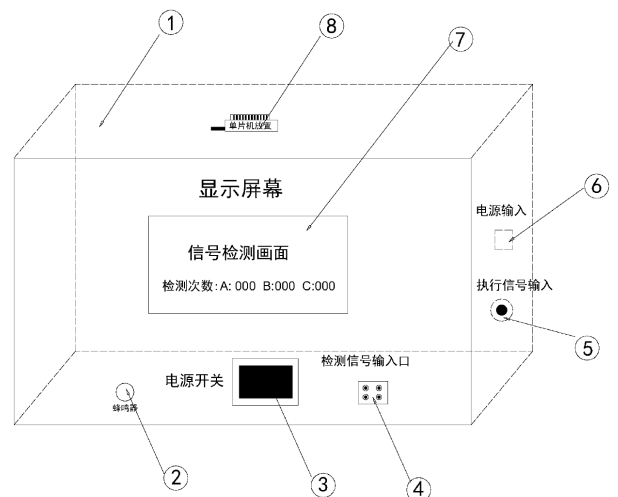 ①
⑧
⑦
单片机放置
显示屏幕
⑥
电源输入
信号检测画面
执行信号输入
检测次数:A: 000 B:000 C:000
⑤
检测信号输入口
电源开关
蜂鸣器
②
③
④